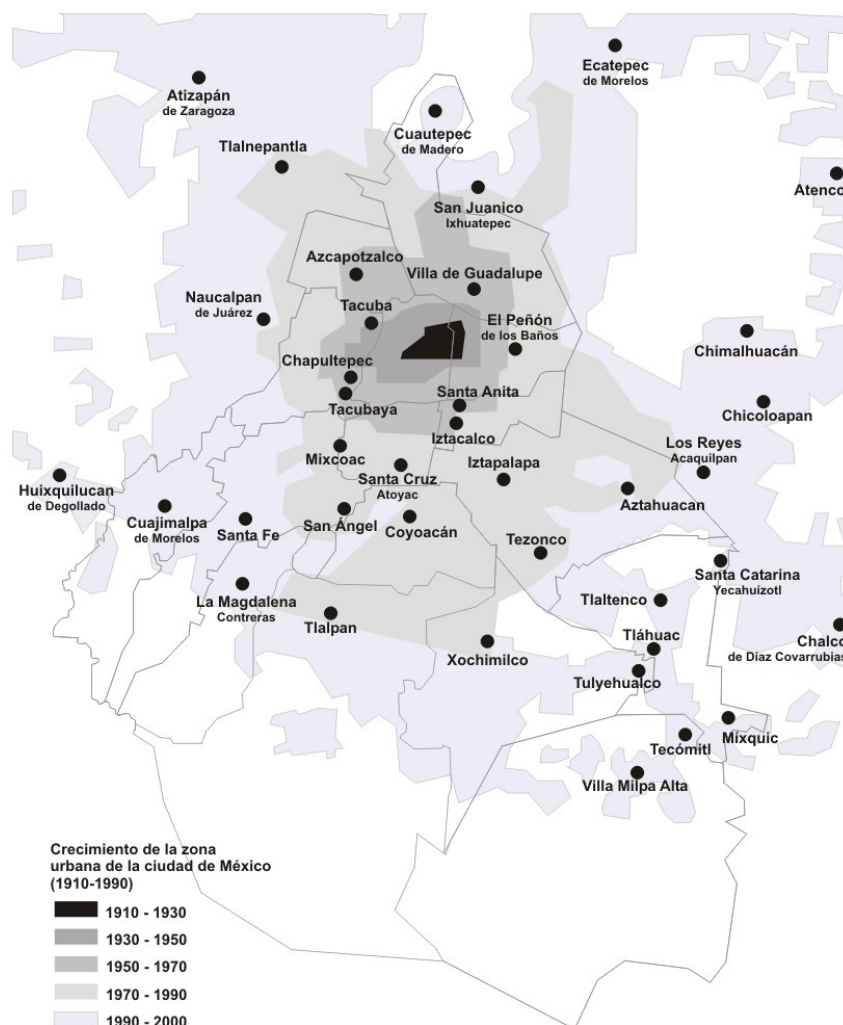 Ecatepec
de Morelos
Atizapán
de Zaragoza
Cuautepec
de Madero
Tlalnepantla
Atenco
San Juanico
Ixhuatepec
Azcapotzalco
Villa de Guadalupe
Naucalpan
de Juárez
Tacuba
El Peñón
de los Baños
Chimalhuacán
Chapultepec
Santa Anita
Tacubaya
Chicoloapan
Iztacalco
Los Reyes
Acaquilpan
Mixcoac
Santa Cruz
Atoyac
Iztapalapa
Huixquilucan
de Degollado
Aztahuacan
Cuajimalpa
de Morelos
Santa Fe
San Ángel
Coyoacán
Tezonco
Santa Catarina
Yecahuízotl
La Magdalena
Contreras
Tlaltenco
Tlalpan
Tláhuac
Chalco
de Díaz Covarrubias
Xochimilco
Tulyehualco
Míxquic
Tecómitl
Villa Milpa Alta
Crecimiento de la zona
urbana de la ciudad de México
(1910-1990)
1910 - 1930
1930 - 1950
1950 - 1970
1970 - 1990
1990 - 2000